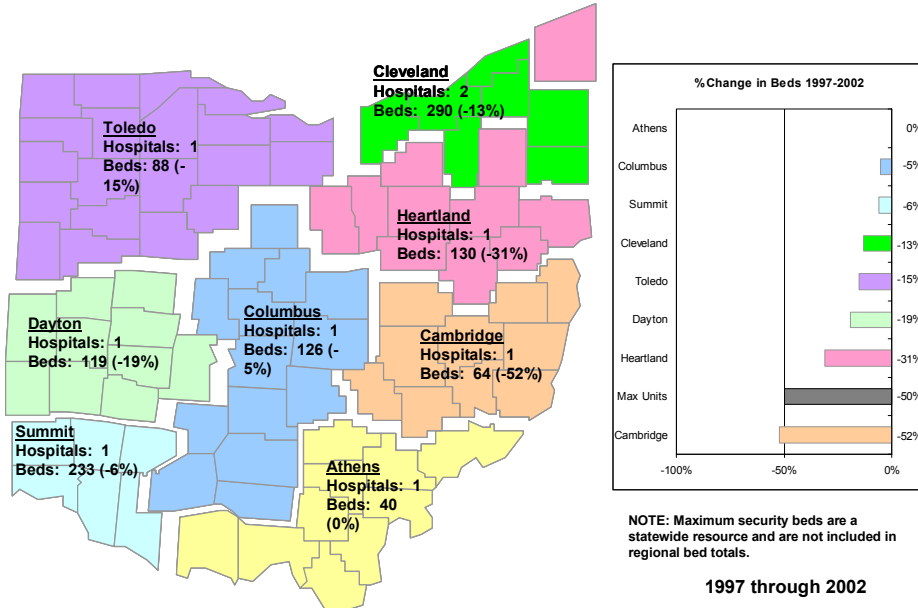 Cleveland
Hospitals: 2
Beds: 290 (-13%)
Toledo
Hospitals: 1
Beds: 88 (-
15%)
Heartland
Hospitals: 1
Beds: 130 (-31%)
Dayton
Hospitals: 1
Beds: 119 (-19%)
Columbus
Hospitals: 1
Beds: 126 (-
5%)
Cambridge
Hospitals: 1
Beds: 64 (-52%)
Summit
Hospitals: 1
Beds: 233 (-6%)
Athens
Hospitals: 1
Beds: 40
(0%)
% Change in Beds 1997-2002
Athens 0%
Columbus -5%
Summit -6%
Cleveland -13%
Toledo -15%
Dayton -19%
Heartland -31%
Max Units -50%
Cambridge -52%
-100% -50% 0%
NOTE: Maximum security beds are a
statewide resource and are not included in
regional bed totals.
1997 through 2002